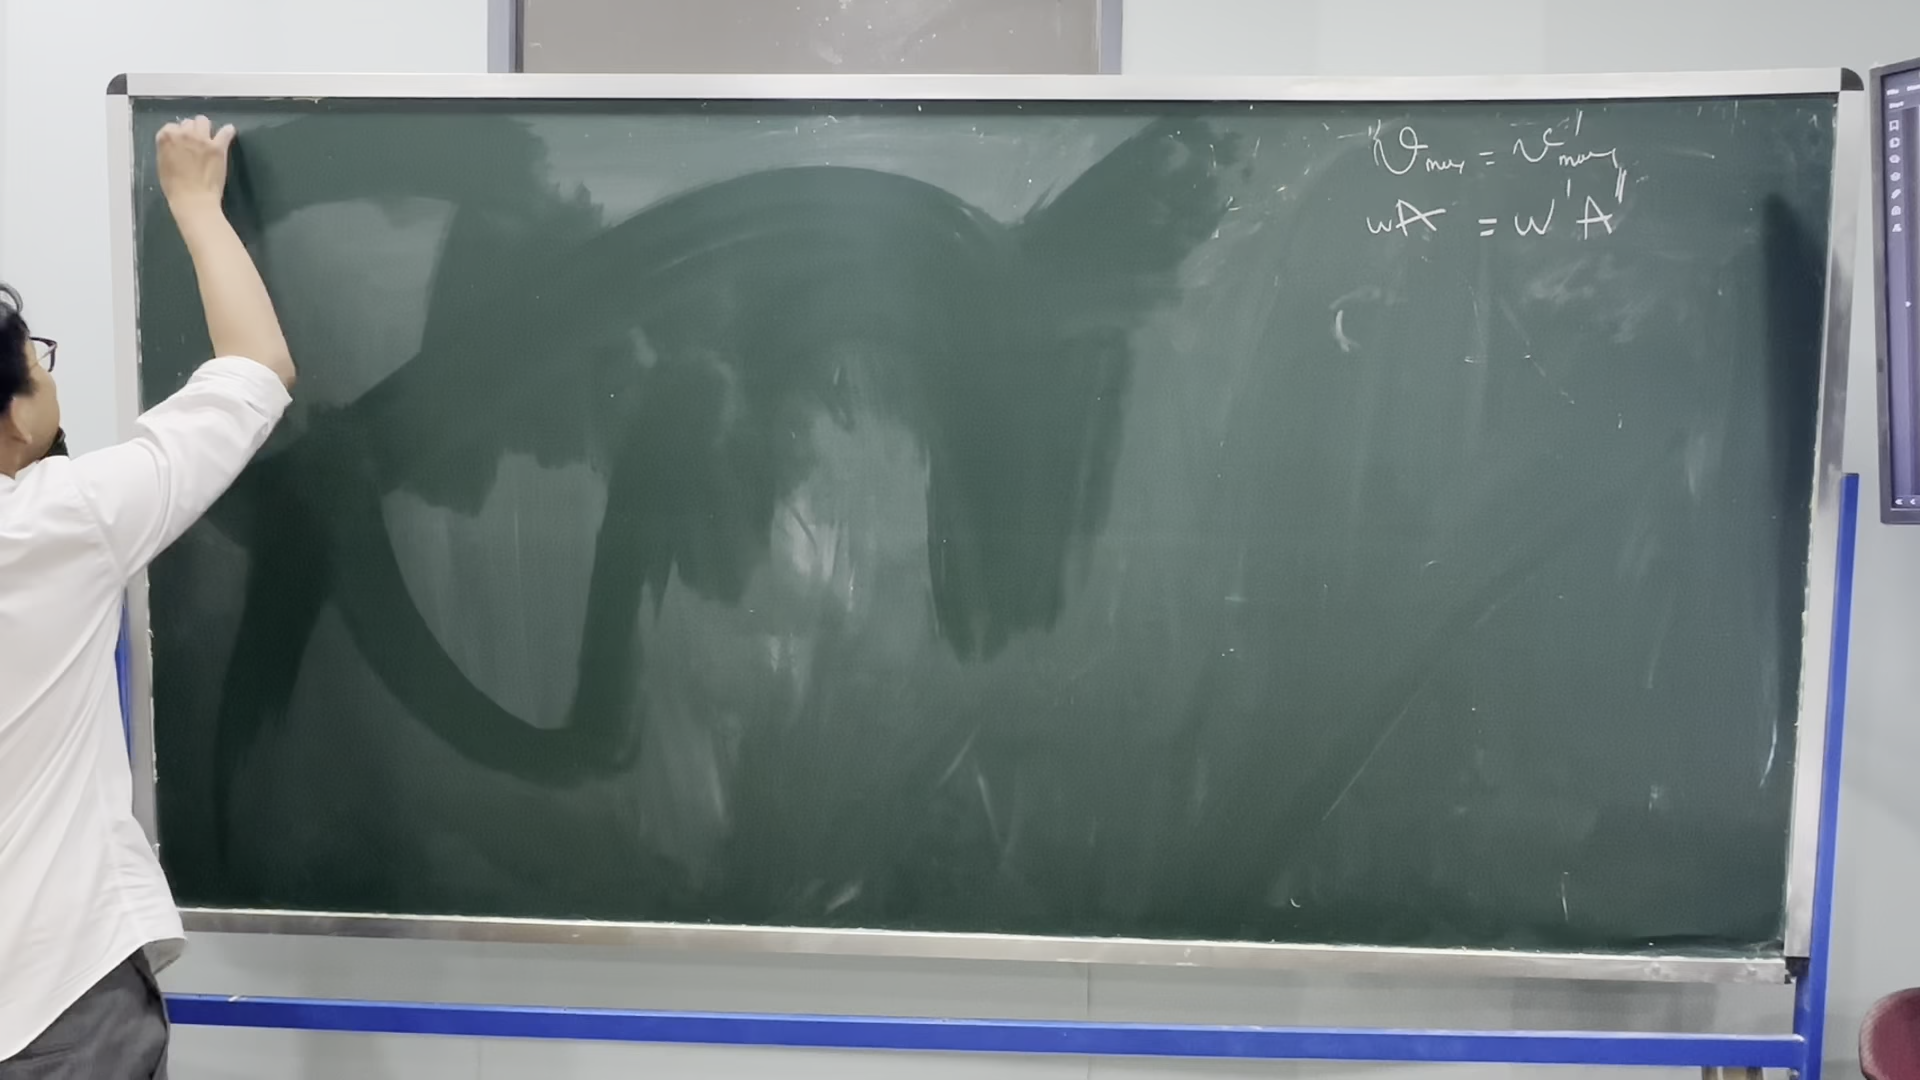 "v_max = v'_max
wA = w'A"